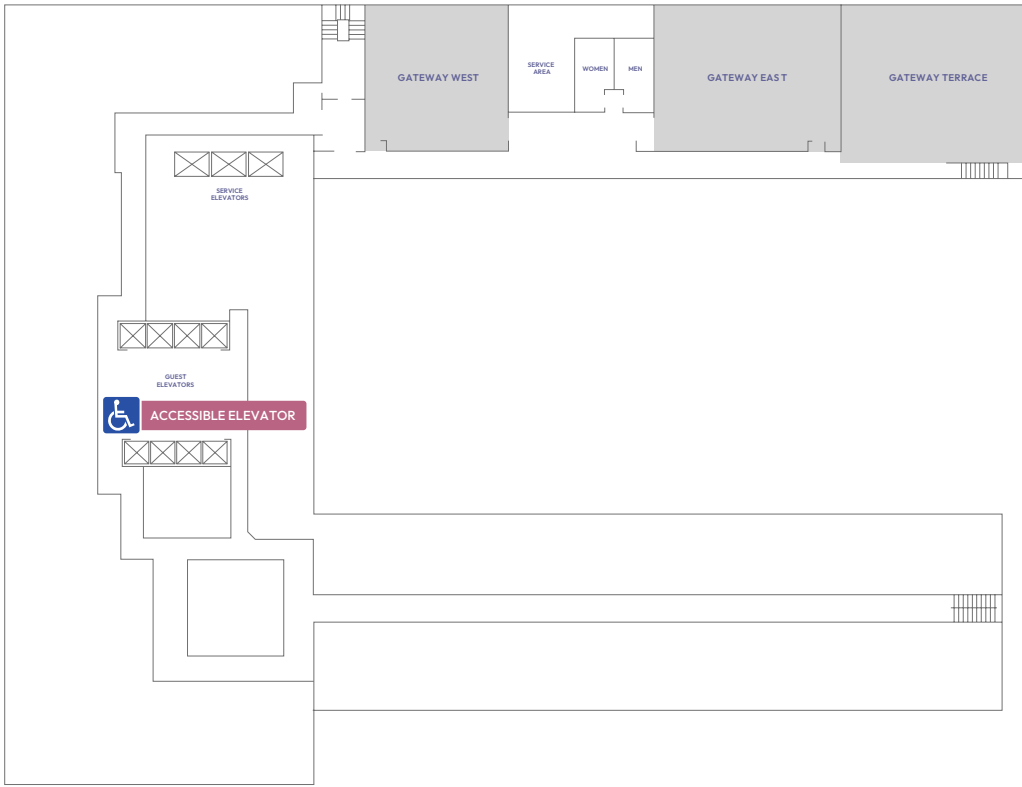 GATEWAY WEST
SERVICE
AREA
WOMEN
MEN
GATEWAY EAST
GATEWAY TERRACE
SERVICE
ELEVATORS
GUEST
ELEVATORS
ACCESSIBLE ELEVATOR